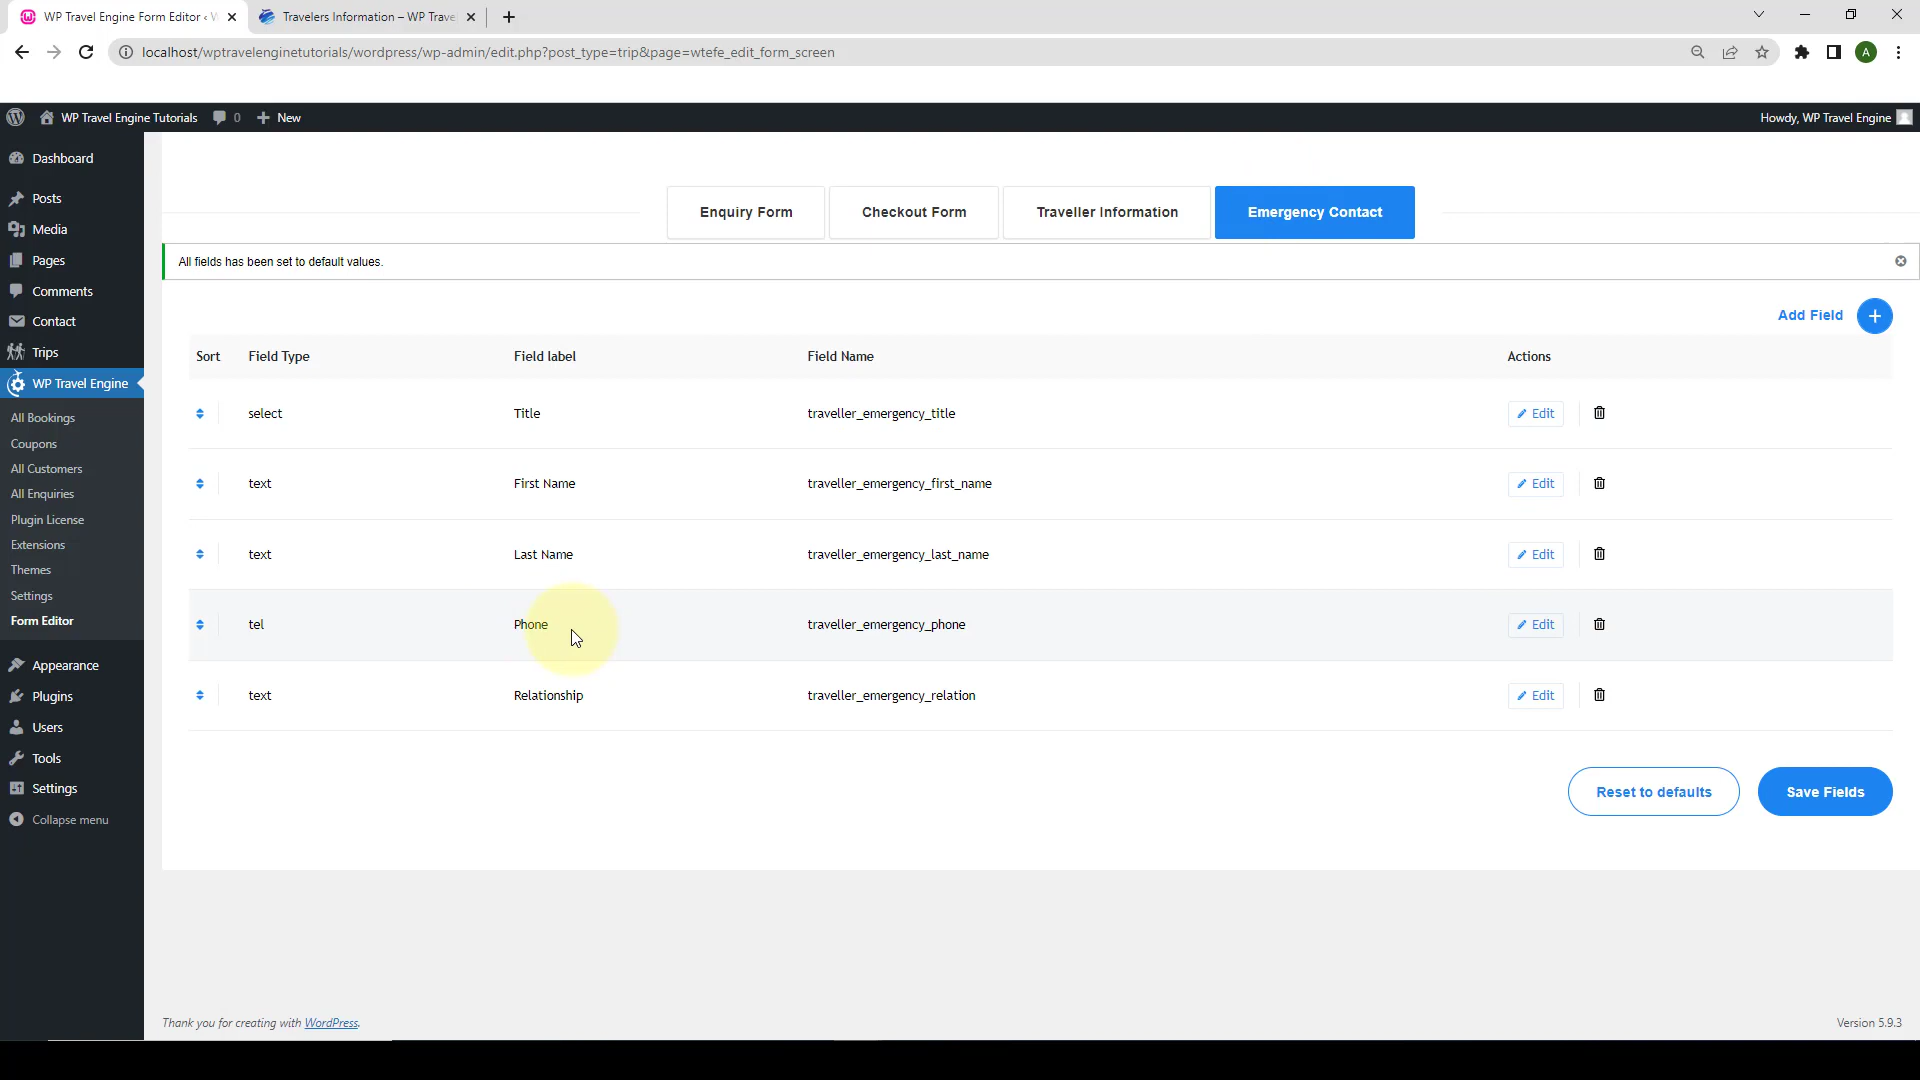 WP Travel Engine Form Editor ‹ W
Travelers Information – WP Trave
localhost/wptravelenginetutorials/wordpress/wp-admin/edit.php?post_type=trip&page=wtefe_edit_form_screen
A
WP Travel Engine Tutorials
0
New
Howdy, WP Travel Engine
Dashboard
Posts
Media
Pages
Comments
Contact
Trips
WP Travel Engine
All Bookings
Coupons
All Customers
All Enquiries
Plugin License
Extensions
Themes
Settings
Form Editor
Appearance
Plugins
Users
Tools
Settings
Collapse menu
Enquiry Form
Checkout Form
Traveller Information
Emergency Contact
All fields has been set to default values.
Add Field
Sort Field Type Field label Field Name Actions
select Title traveller_emergency_title Edit
text First Name traveller_emergency_first_name Edit
text Last Name traveller_emergency_last_name Edit
tel Phone traveller_emergency_phone Edit
text Relationship traveller_emergency_relation Edit
Reset to defaults
Save Fields
Thank you for creating with WordPress.
Version 5.9.3